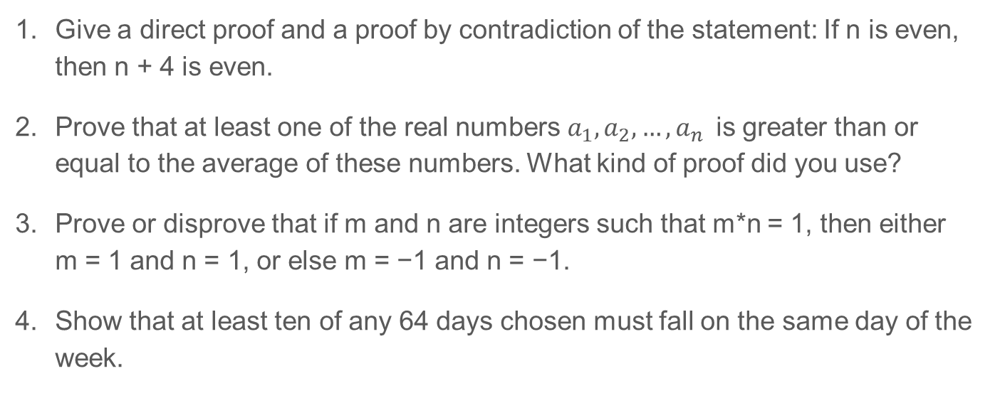 1. Give a direct proof and a proof by contradiction of the statement: If n is even,
then n + 4 is even.
2. Prove that at least one of the real numbers a₁, a₂, …, aₙ is greater than or
equal to the average of these numbers. What kind of proof did you use?
3. Prove or disprove that if m and n are integers such that m*n = 1, then either
m = 1 and n = 1, or else m = −1 and n = −1.
4. Show that at least ten of any 64 days chosen must fall on the same day of the
week.